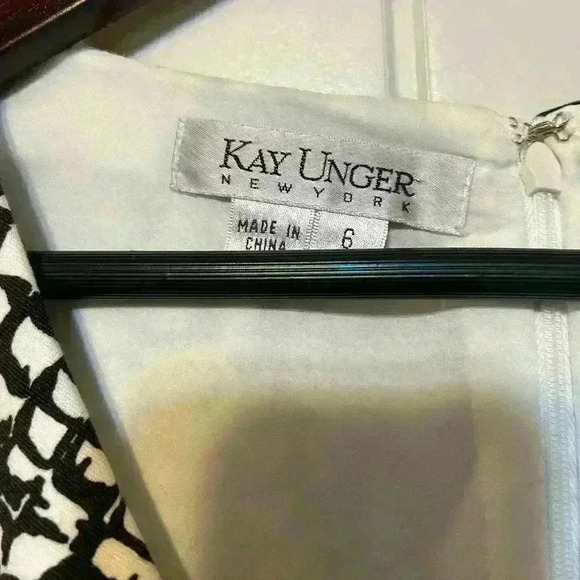 KAY UNGER
NEW YORK
MADE IN
CHINA
6